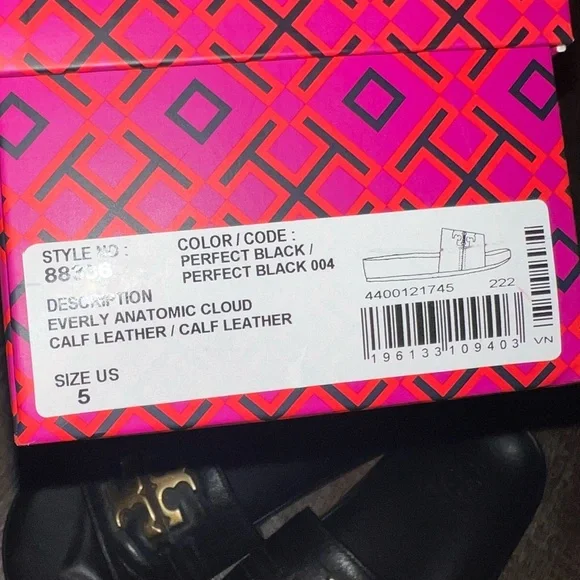 STYLE NO :
COLOR / CODE :
PERFECT BLACK /
PERFECT BLACK 004
DESCRIPTION
EVERLY ANATOMIC CLOUD
CALF LEATHER / CALF LEATHER
SIZE US
5
4400121745 222
196133109403
VN